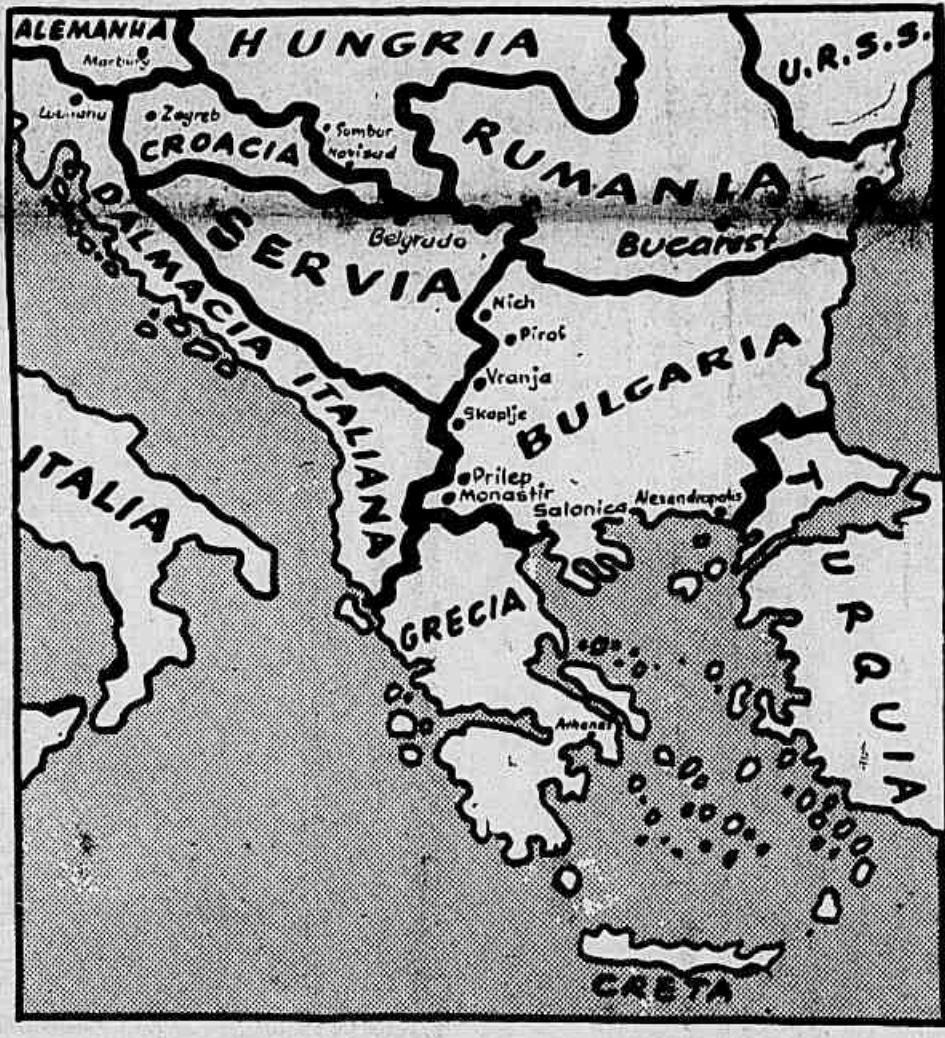 ALEMANHA
HUNGRIA
U.R.S.S.
Marburg
Zagreb
CROACIA
Sombor
Novisad
RUMANIA
DALMACIA ITALIANA
SERVIA
Belgrado
Bucarest
Nich
Pirot
Vranja
BULGARIA
Skoplje
Prilep
Monastir
Salonica
Alexandropolis
ITALIA
TURQUIA
GRECIA
Athenas
CRETA